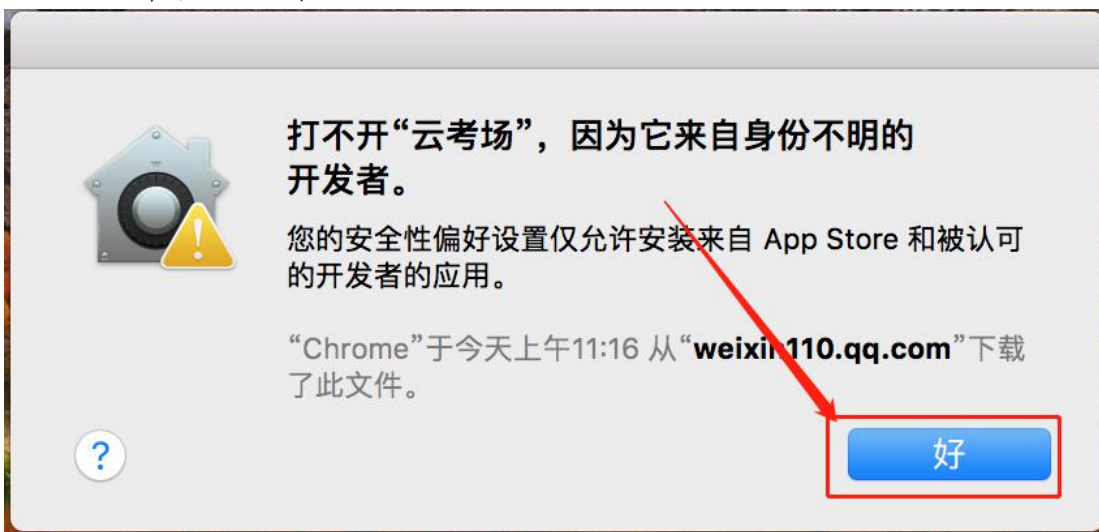 打不开“云考场”，因为它来自身份不明的
开发者。
您的安全性偏好设置仅允许安装来自 App Store 和被认可
的开发者的应用。
“Chrome”于今天上午11:16 从“weixin110.qq.com”下载
了此文件。
?
好